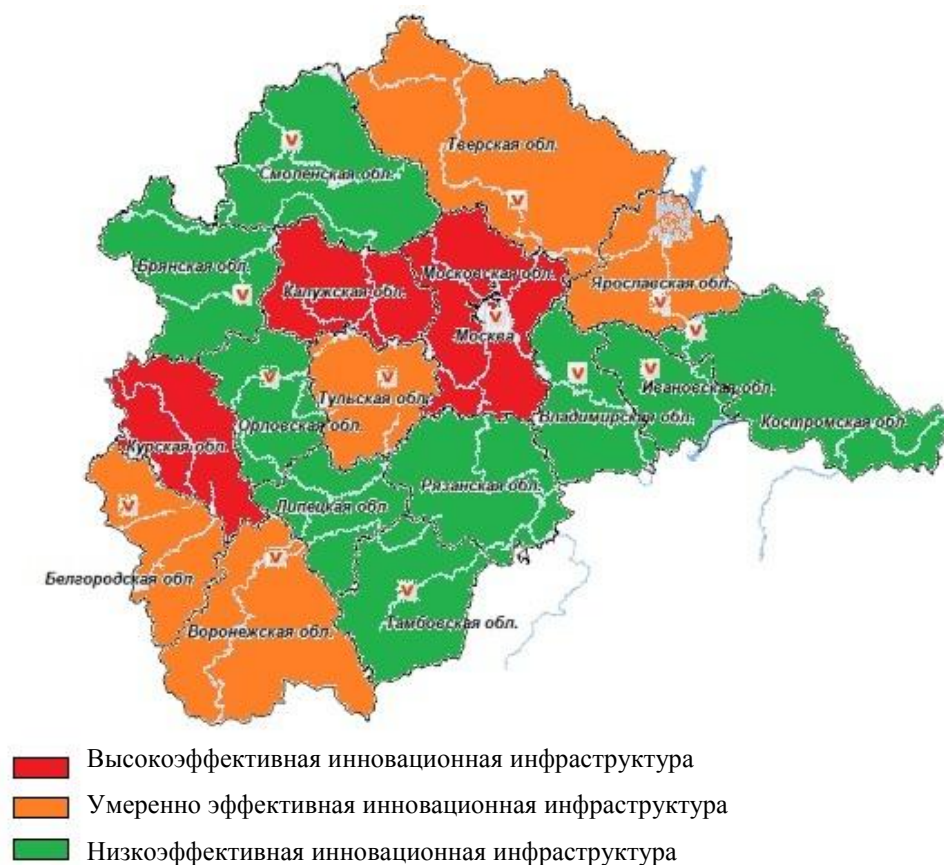 Тверская обл.
Смоленская обл.
Брянская обл.
Калужская обл.
Московская обл.
Ярославская обл.
Москва
Тульская обл.
Орловская обл.
Владимирская обл.
Ивановская обл.
Костромская обл.
Курская обл.
Рязанская обл.
Липецкая обл.
Белгородская обл.
Воронежская обл.
Тамбовская обл.
Высокоэффективная инновационная инфраструктура
Умеренно эффективная инновационная инфраструктура
Низкоэффективная инновационная инфраструктура